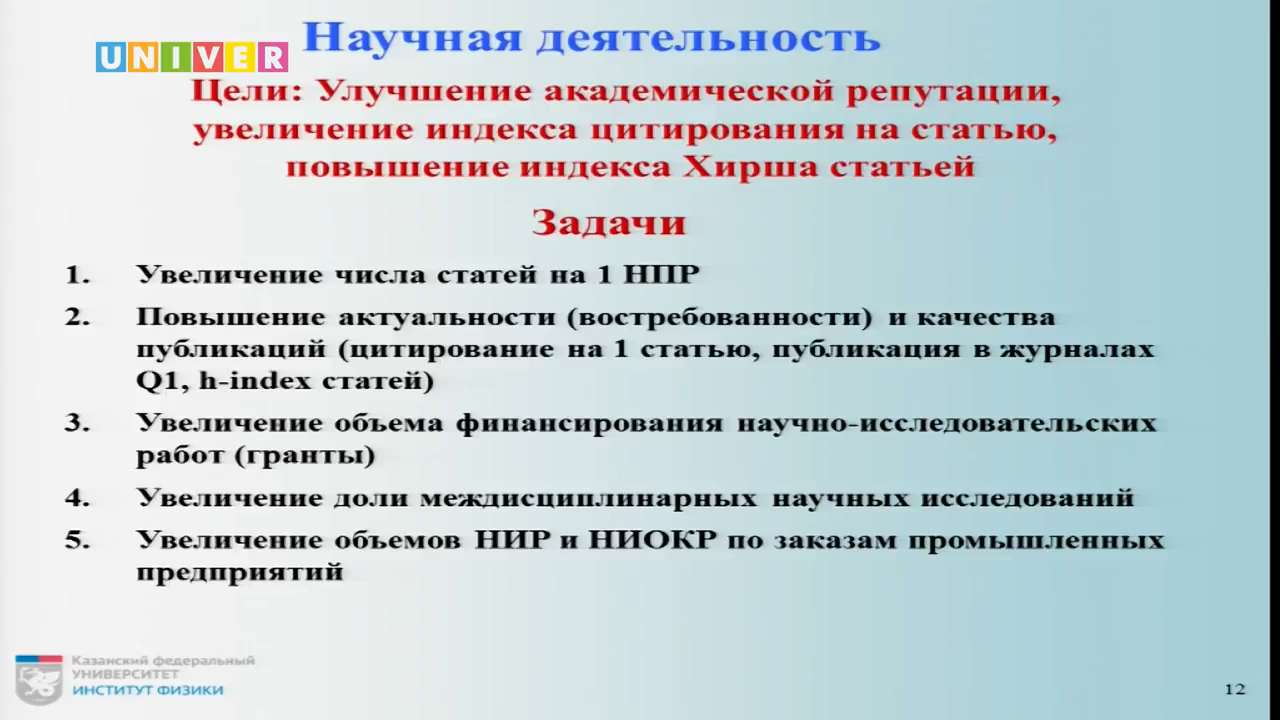 Научная деятельность
UNIVER
Цели: Улучшение академической репутации,
увеличение индекса цитирования на статью,
повышение индекса Хирша статьей
Задачи
1. Увеличение числа статей на 1 НПР
2. Повышение актуальности (востребованности) и качества
публикаций (цитирование на 1 статью, публикация в журналах
Q1, h-index статей)
3. Увеличение объема финансирования научно-исследовательских
работ (гранты)
4. Увеличение доли междисциплинарных научных исследований
5. Увеличение объемов НИР и НИОКР по заказам промышленных
предприятий
Казанский федеральный
УНИВЕРСИТЕТ
ИНСТИТУТ ФИЗИКИ
12